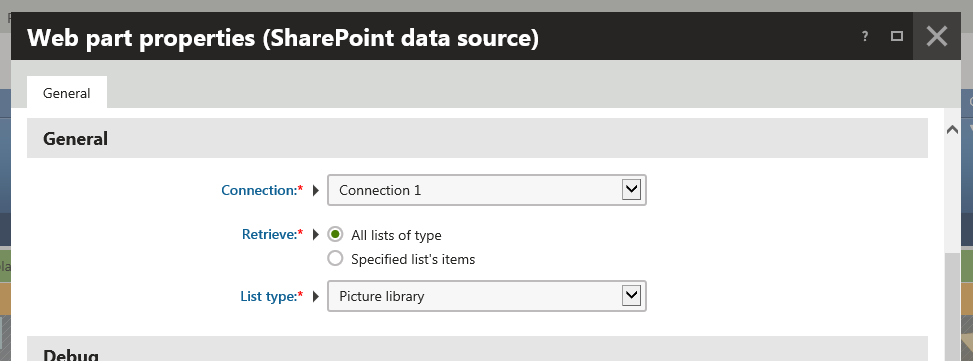 Web part properties (SharePoint data source)
?
General
General
Connection:*
Connection 1
Retrieve:*
All lists of type
Specified list's items
List type:*
Picture library
Debug